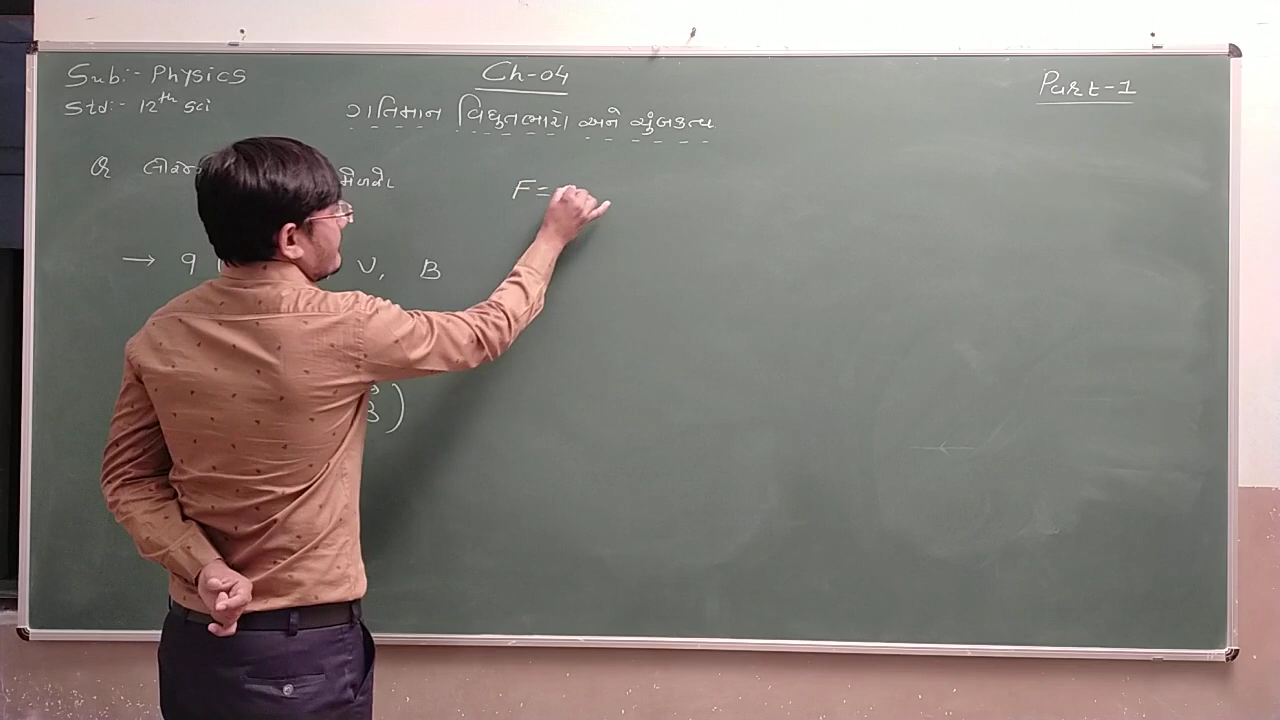 Sub:- Physics
Std:- 12th Sci
Ch-04
Part-1
ગતિમાન વિદ્યુતભારો અને ચુંબકત્વ
મેળવો
→ q
v, B
B )
F =